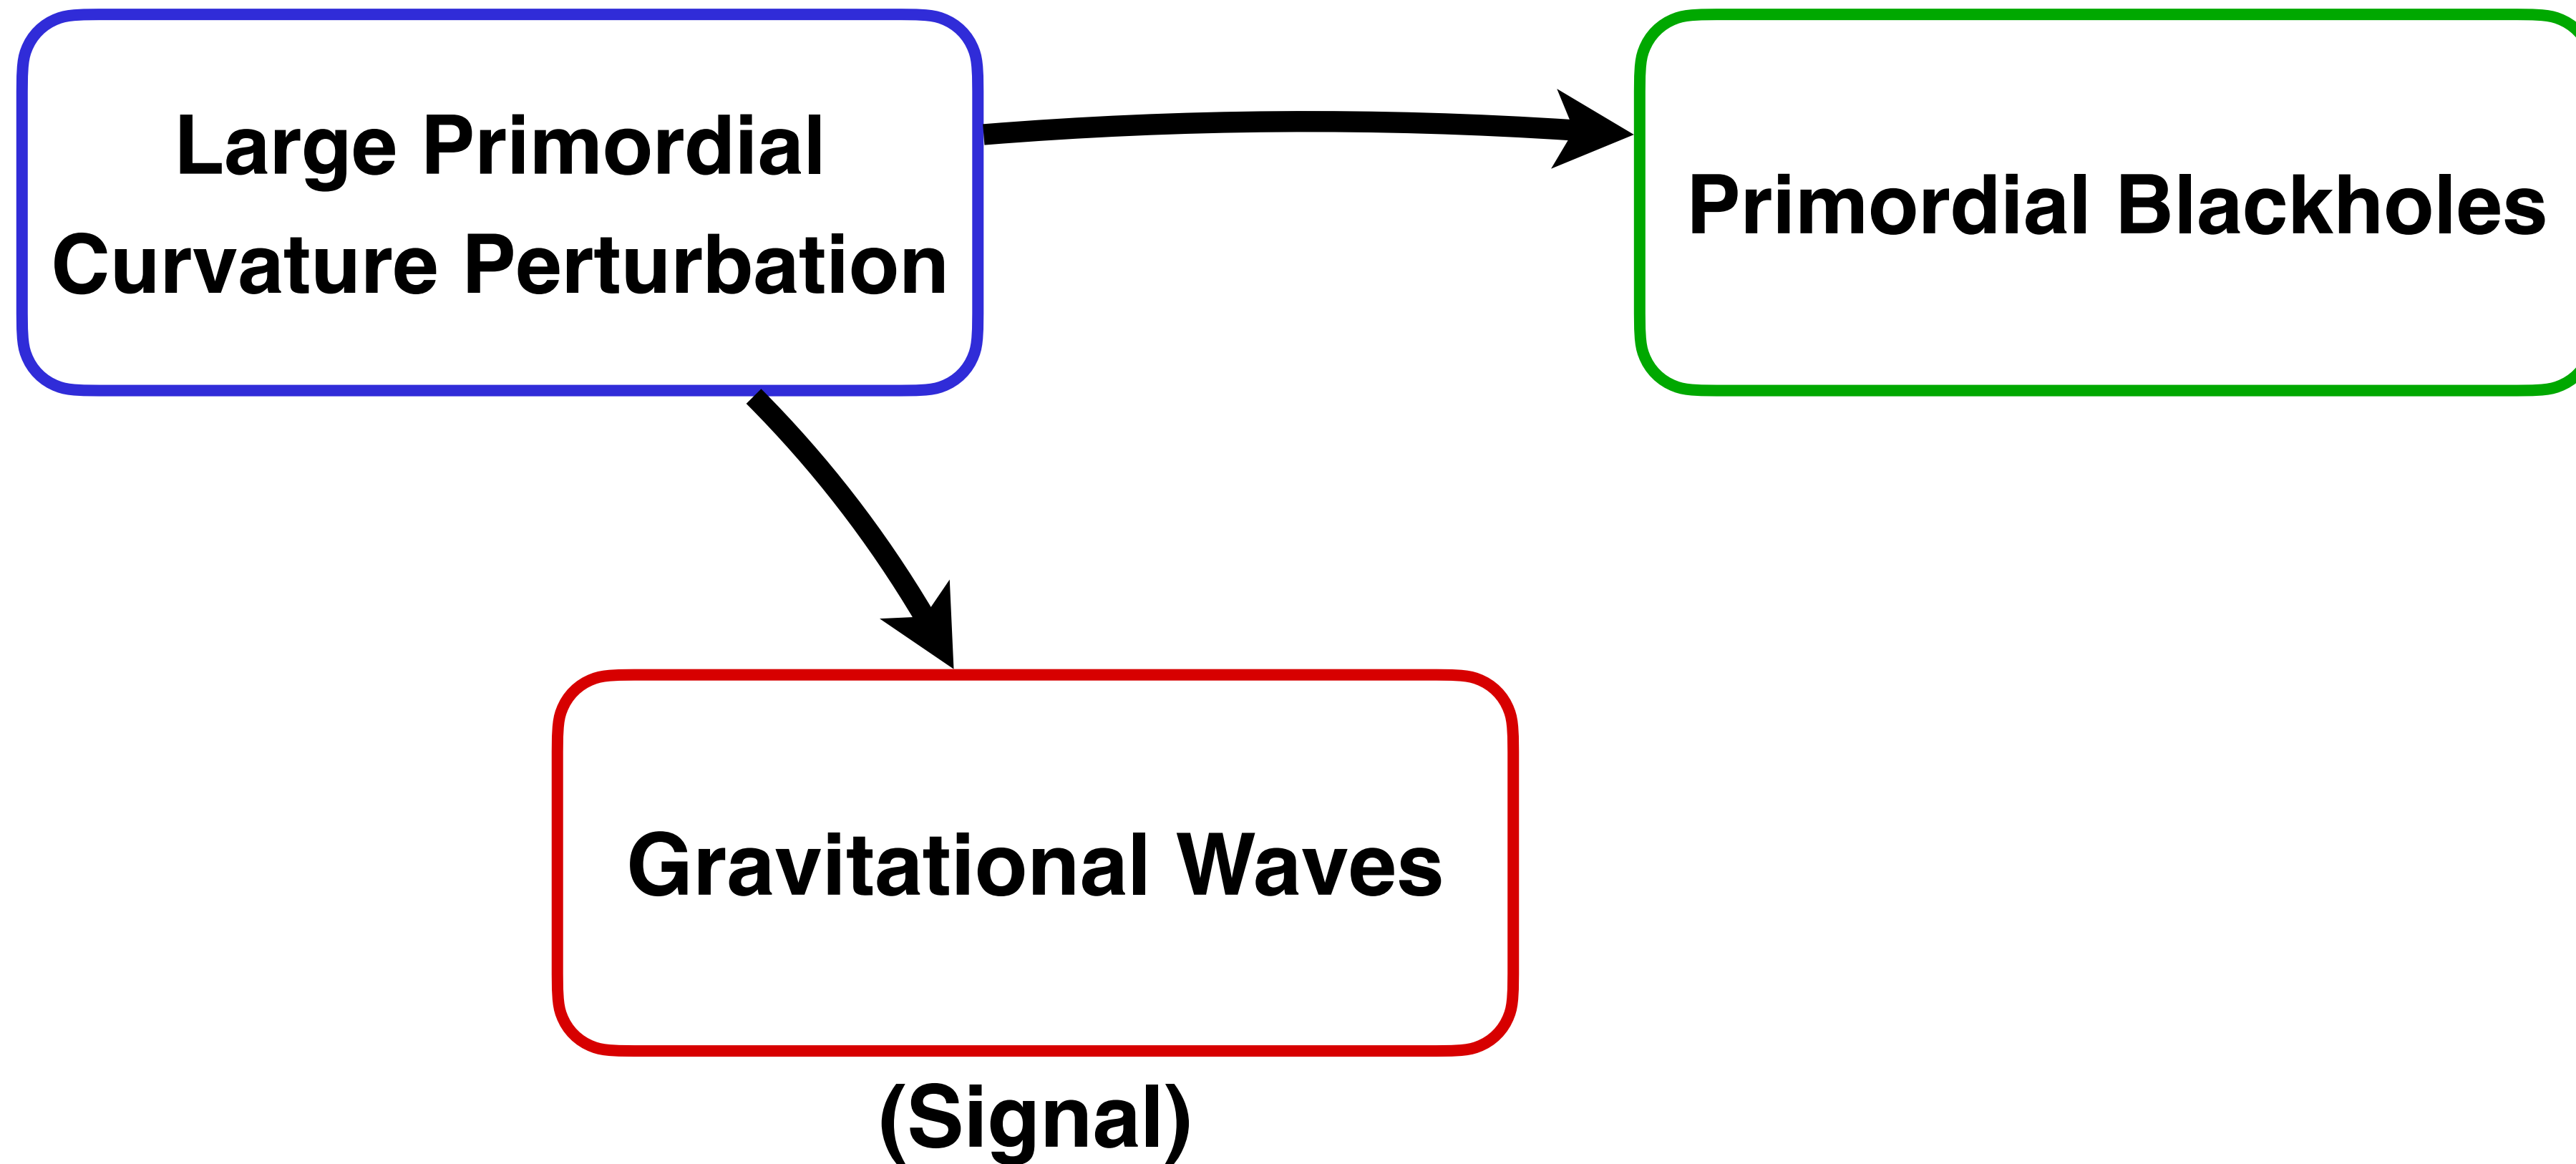 Large Primordial
Curvature Perturbation
Primordial Blackholes
Gravitational Waves
(Signal)